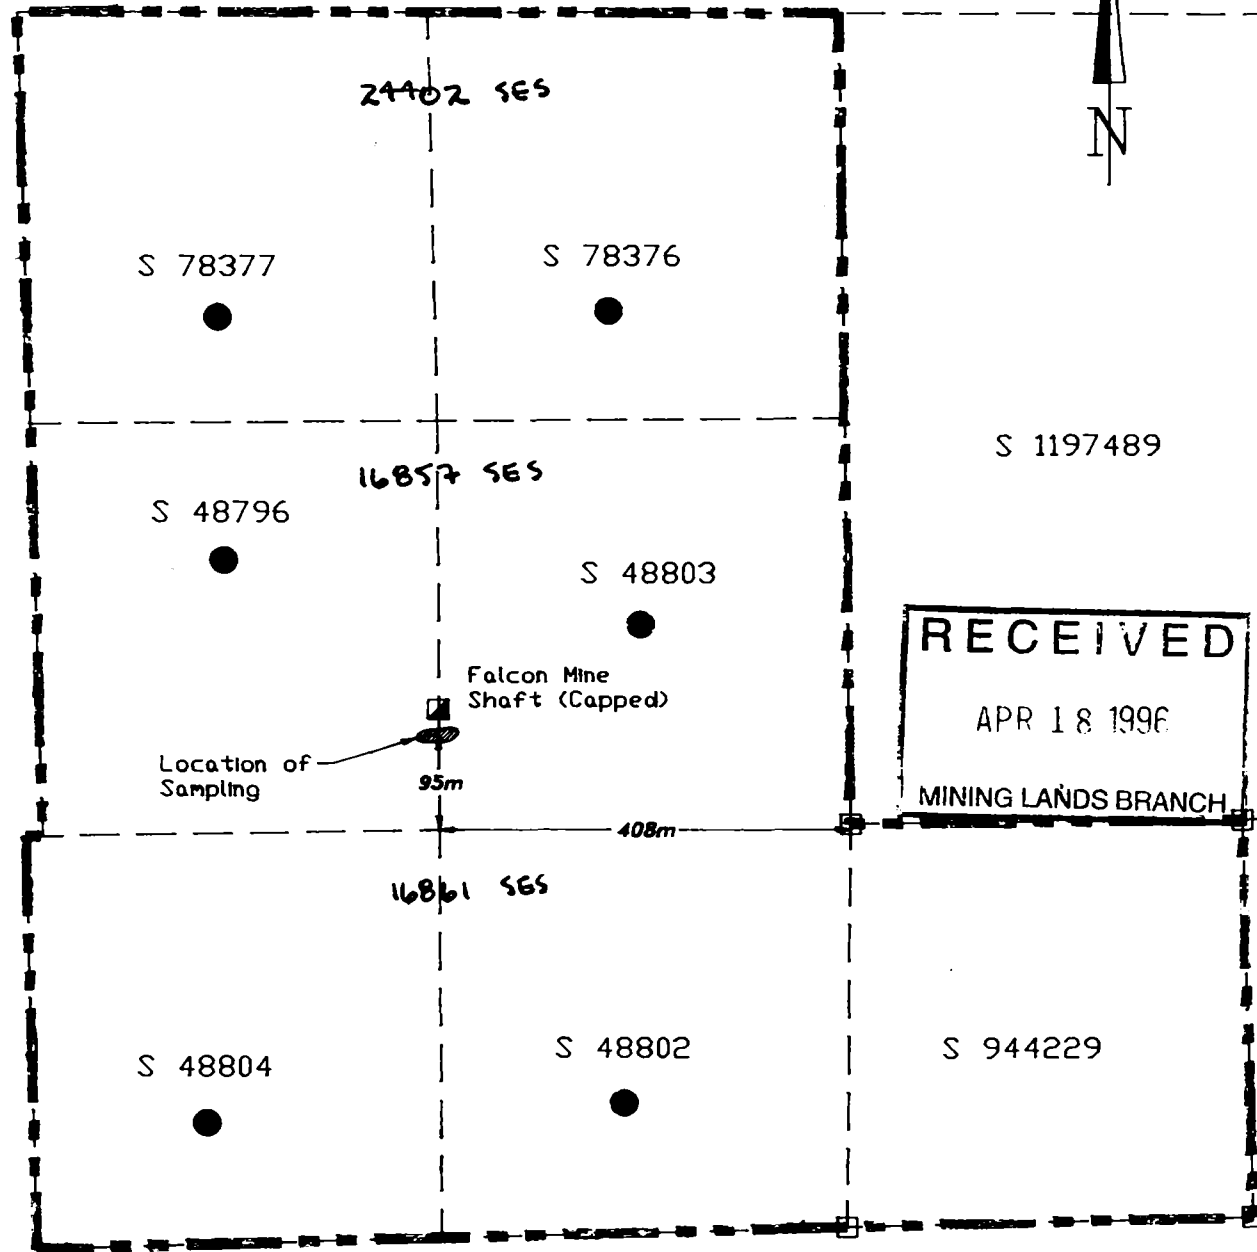 24402 SES
N
S 78377
S 78376
S 1197489
16857 SES
S 48796
S 48803
RECEIVED
APR 18 1996
MINING LANDS BRANCH
Falcon Mine
Shaft (Capped)
Location of
Sampling
95m
408m
16861 SES
S 48804
S 48802
S 944229